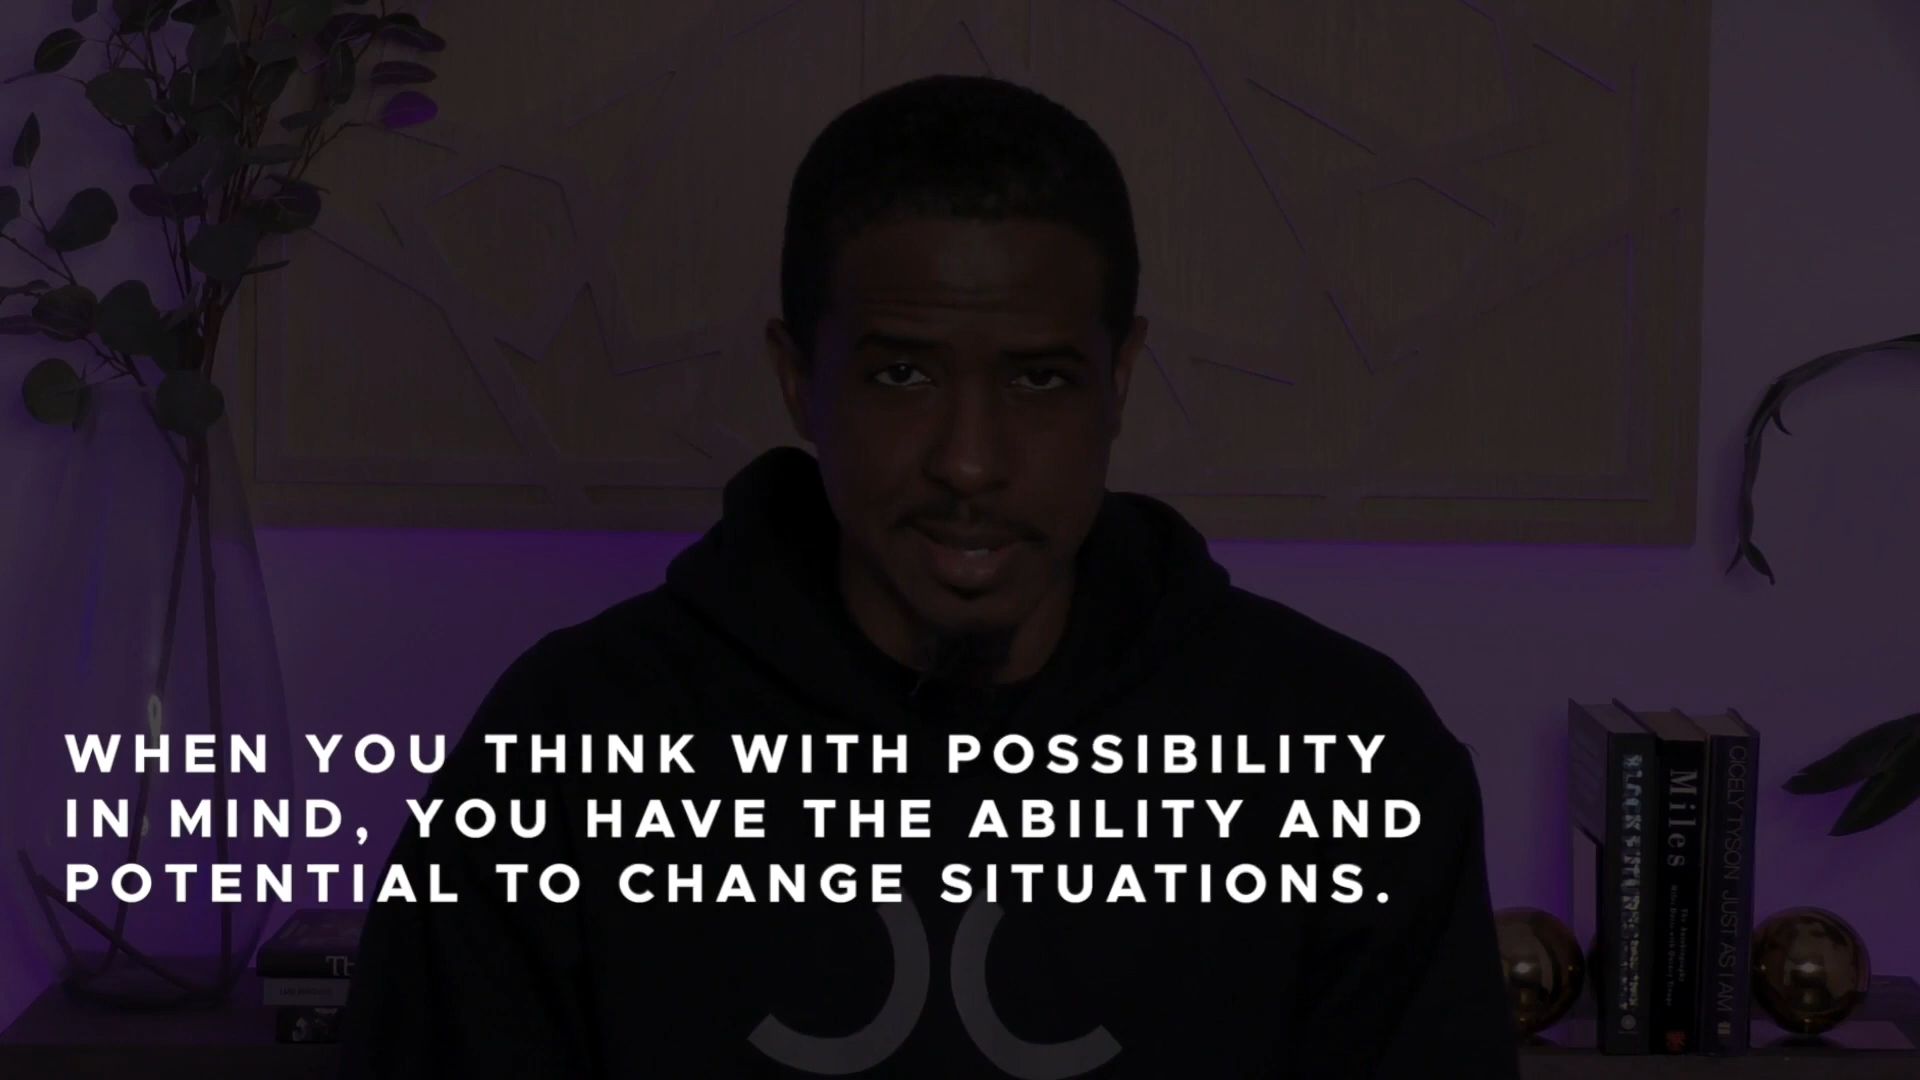 WHEN YOU THINK WITH POSSIBILITY
IN MIND, YOU HAVE THE ABILITY AND
POTENTIAL TO CHANGE SITUATIONS.
Miles
CICELY TYSON JUST AS I AM